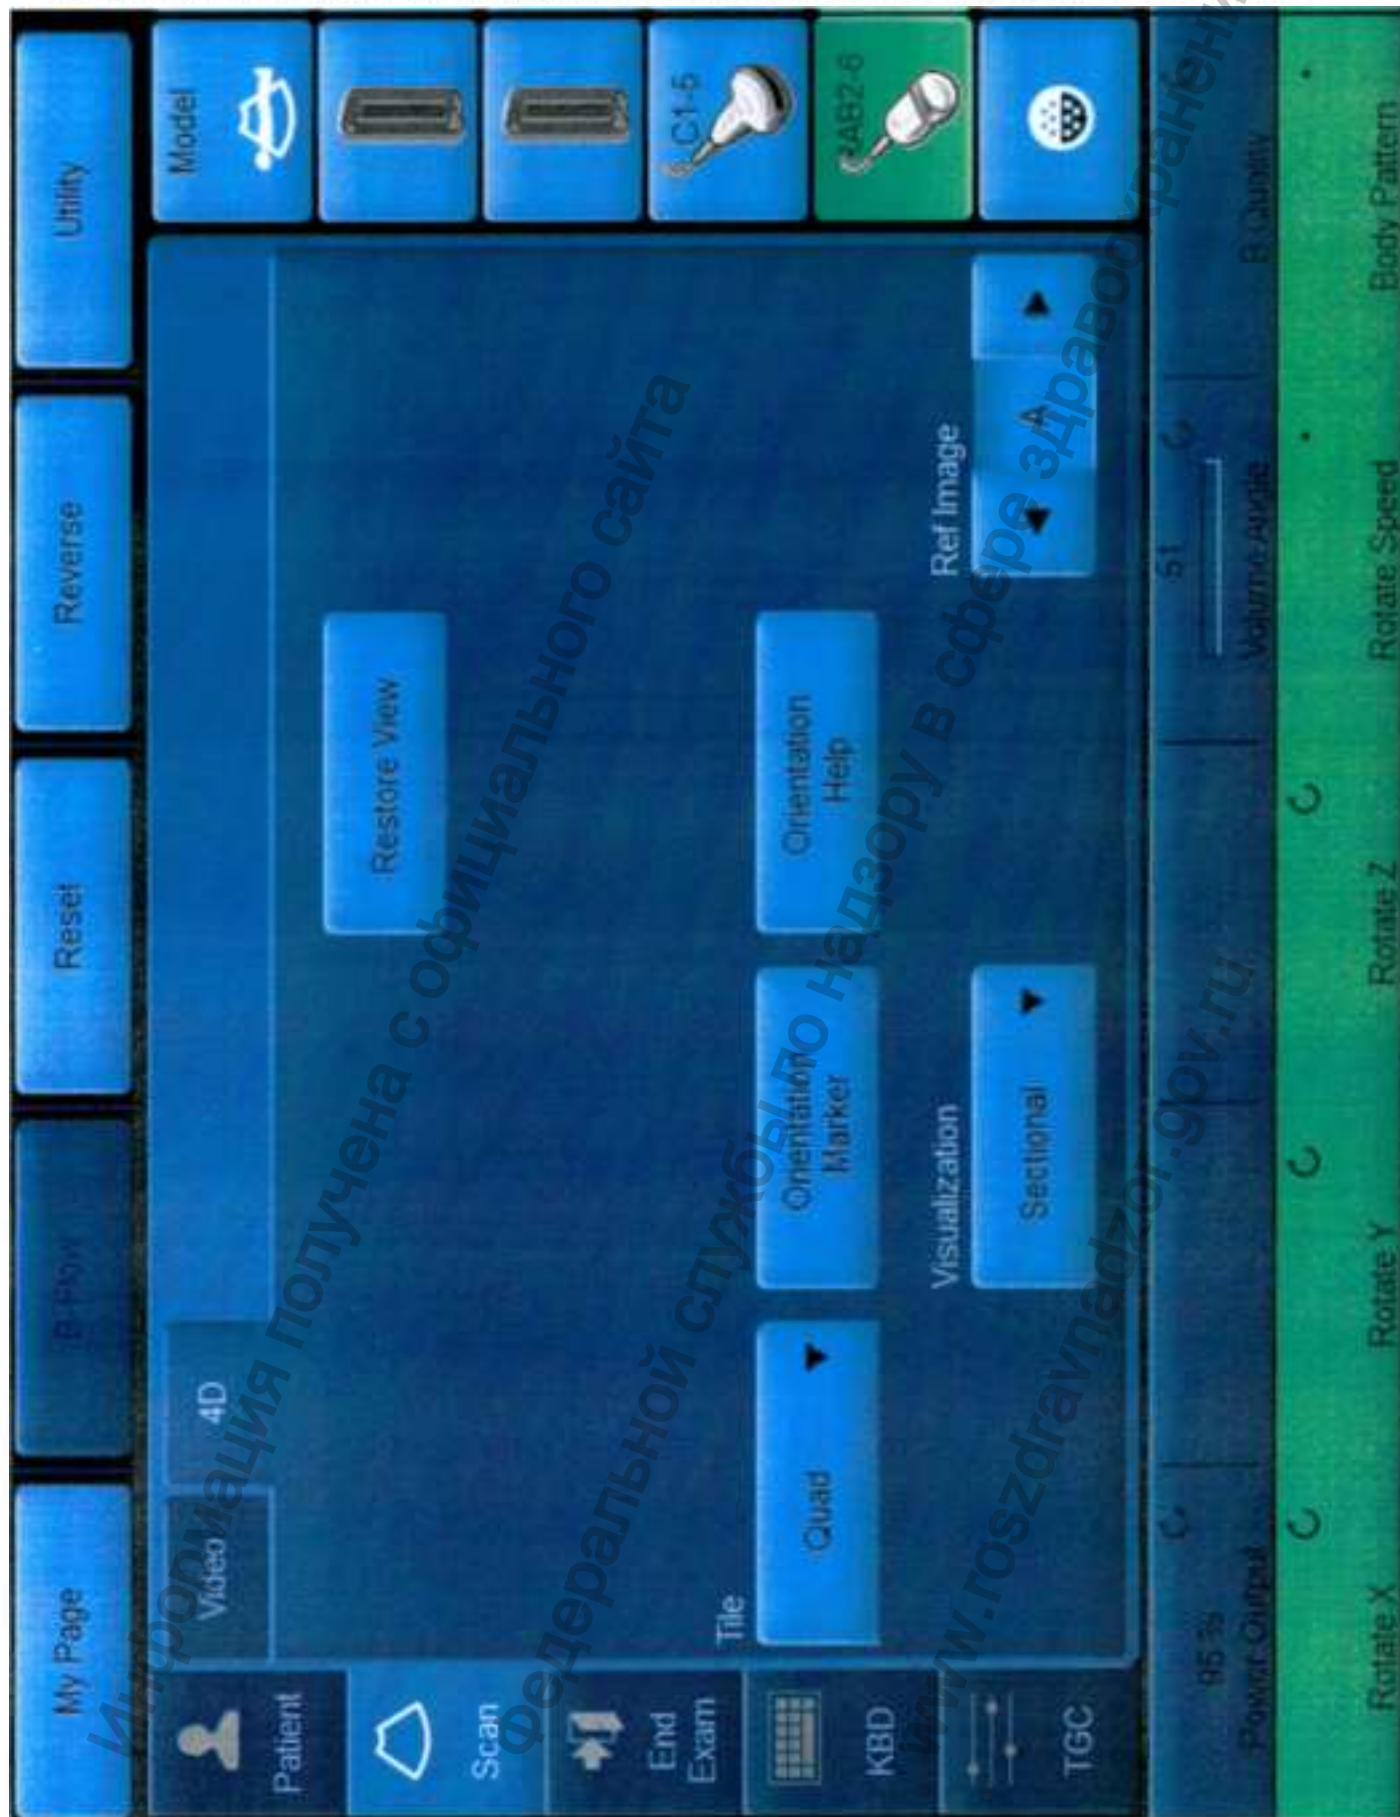 My Page
B-Flow
Reset
Reverse
Utility
Patient
Scan
End
Exam
KBD
TGC
Video
4D
Restore View
Tile
Quad
Orientation
Marker
Orientation
Help
Visualization
Sectional
Ref Image
A
Model
C1-5
RAB2-6
95 %
Power Output
51
Volume Angle
B Quality
Rotate X
Rotate Y
Rotate Z
Rotate Speed
Body Pattern
Информация получена с официального сайта
Федеральной службы по надзору в сфере здравоохранения
www.roszdravnadzor.gov.ru